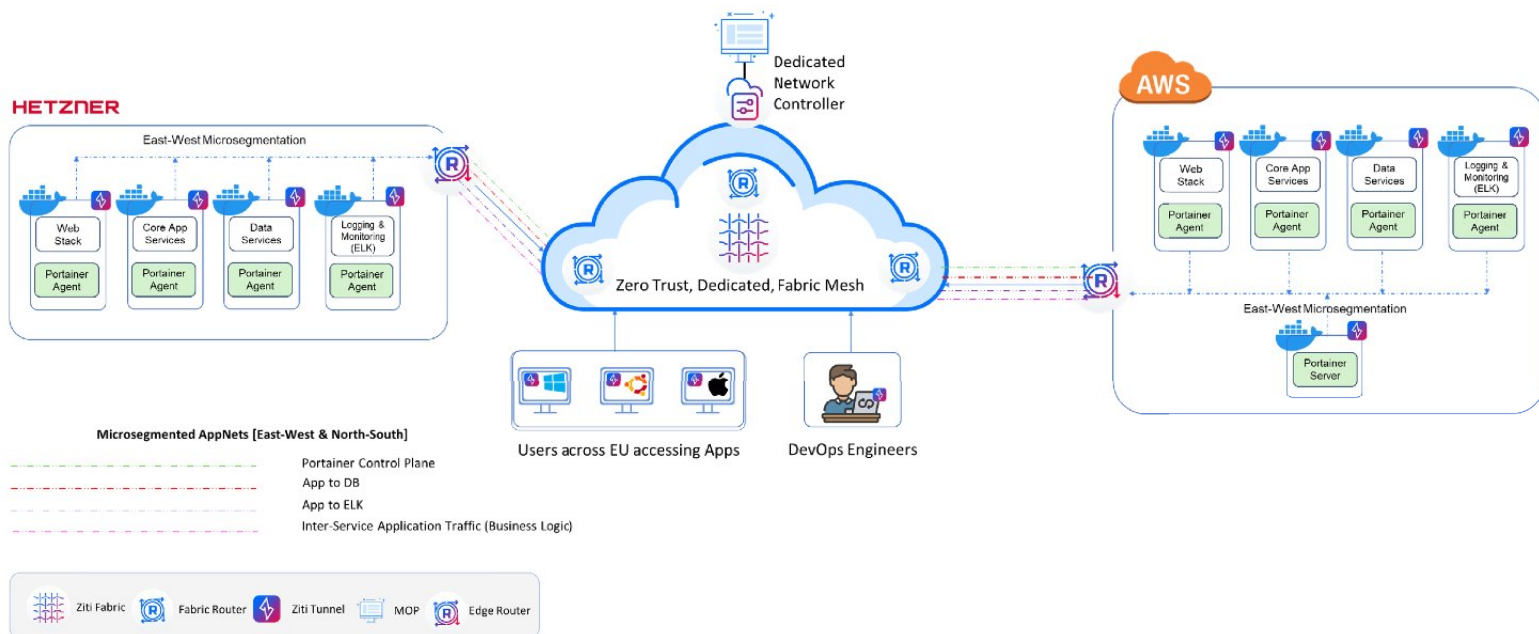 Dedicated
Network
Controller
HETZNER
AWS
East-West Microsegmentation
Web
Stack
Portainer
Agent
Core App
Services
Portainer
Agent
Data
Services
Portainer
Agent
Logging &
Monitoring
(ELK)
Portainer
Agent
R
R
R
R
Zero Trust, Dedicated, Fabric Mesh
R
Web
Stack
Portainer
Agent
Core App
Services
Portainer
Agent
Data
Services
Portainer
Agent
Logging &
Monitoring
(ELK)
Portainer
Agent
East-West Microsegmentation
Portainer
Server
Users across EU accessing Apps
DevOps Engineers
Microsegmented AppNets [East-West & North-South]
Portainer Control Plane
App to DB
App to ELK
Inter-Service Application Traffic (Business Logic)
Ziti Fabric
R
Fabric Router
Ziti Tunnel
MOP
R
Edge Router